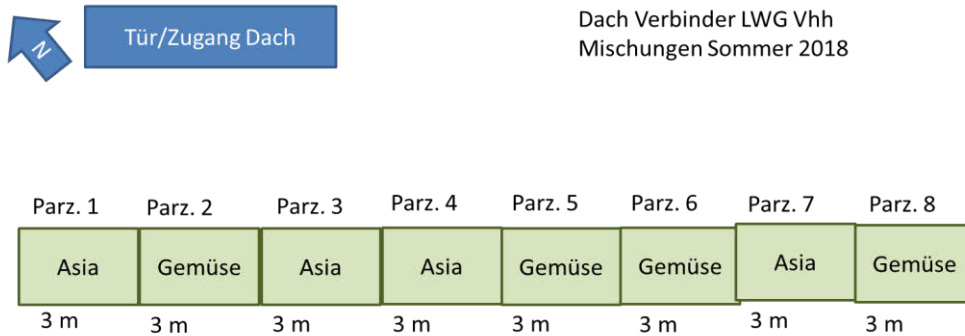 N
Tür/Zugang Dach
Dach Verbinder LWG Vhh
Mischungen Sommer 2018
Parz. 1 Parz. 2 Parz. 3 Parz. 4 Parz. 5 Parz. 6 Parz. 7 Parz. 8
Asia Gemüse Asia Asia Gemüse Gemüse Asia Gemüse
3 m 3 m 3 m 3 m 3 m 3 m 3 m 3 m